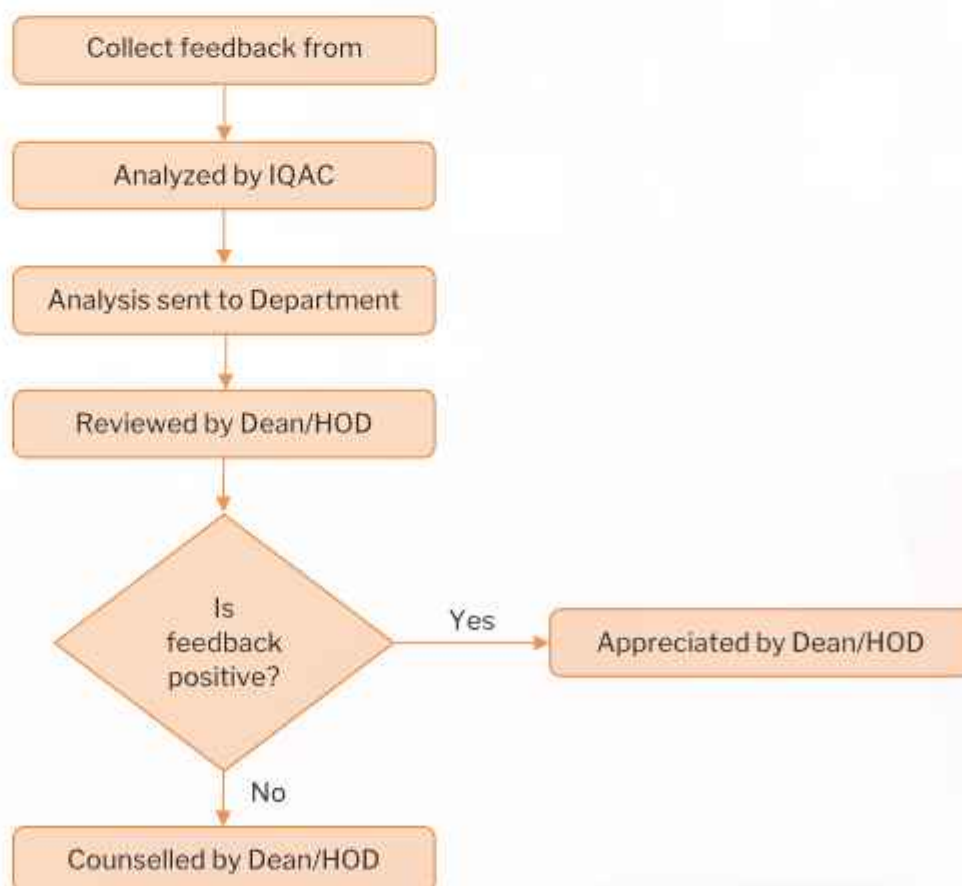 Collect feedback from
Analyzed by IQAC
Analysis sent to Department
Reviewed by Dean/HOD
Is
feedback
positive?
Yes
Appreciated by Dean/HOD
No
Counselled by Dean/HOD